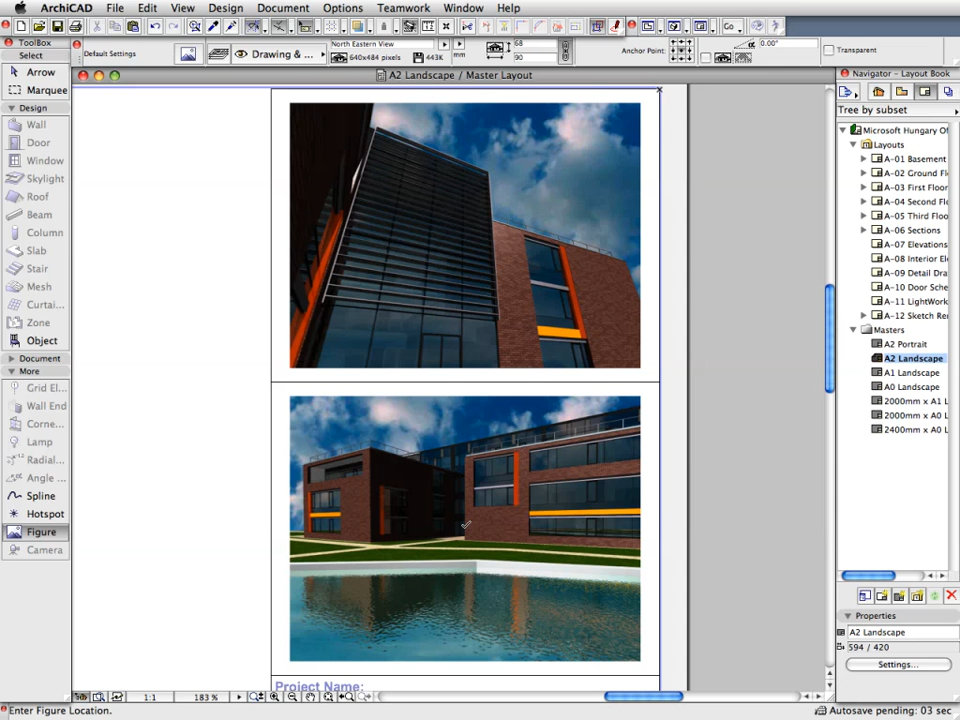 ArchiCAD File Edit View Design Document Options Teamwork Window Help
Go...
ToolBox
Select
Arrow
Marquee
Design
Wall
Door
Window
Skylight
Roof
Beam
Column
Slab
Stair
Mesh
Curtai...
Zone
Object
Document
More
Grid El...
Wall End
Corne...
Lamp
Radial...
Angle ...
Spline
Hotspot
Figure
Camera
Default Settings
Drawing & ...
North Eastern View
640x484 pixels
443K
mm
68
90
Anchor Point:
α 0.00°
Transparent
A2 Landscape / Master Layout
Project Name:
1:1
183 %
Navigator - Layout Book
Tree by subset
Microsoft Hungary Of
Layouts
A-01 Basement
A-02 Ground Fl
A-03 First Floor
A-04 Second Fl
A-05 Third Floo
A-06 Sections
A-07 Elevations
A-08 Interior El
A-09 Detail Dra
A-10 Door Sche
A-11 LightWork
A-12 Sketch Re
Masters
A2 Portrait
A2 Landscape
A1 Landscape
A0 Landscape
2000mm x A1 L
2000mm x A0 L
2400mm x A0 L
Properties
A2 Landscape
594 / 420
Settings...
Enter Figure Location.
Autosave pending: 03 sec